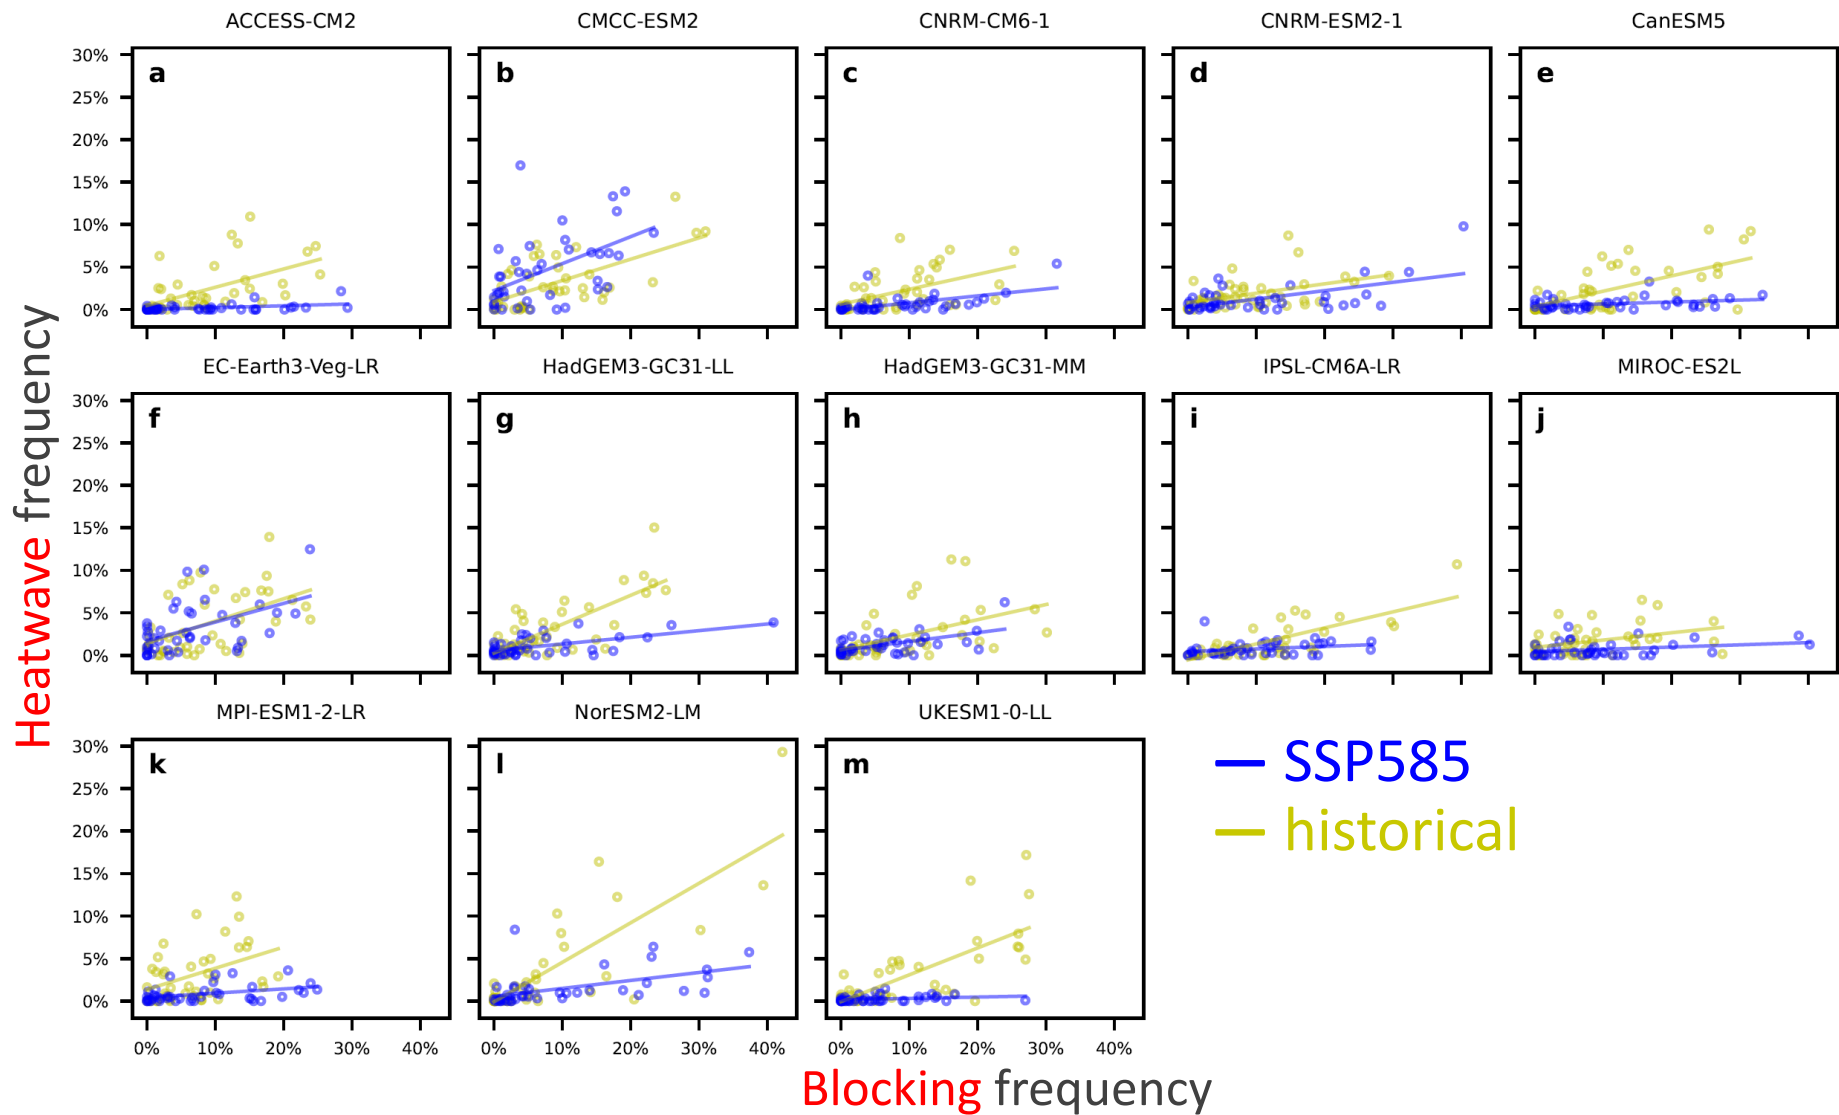 ACCESS-CM2 CMCC-ESM2 CNRM-CM6-1 CNRM-ESM2-1 CanESM5
a b c d e
30%
25%
20%
15%
10%
5%
0%
EC-Earth3-Veg-LR HadGEM3-GC31-LL HadGEM3-GC31-MM IPSL-CM6A-LR MIROC-ES2L
f g h i j
30%
25%
20%
15%
10%
5%
0%
MPI-ESM1-2-LR NorESM2-LM UKESM1-0-LL
k l m
30%
25%
20%
15%
10%
5%
0%
0% 10% 20% 30% 40% 0% 10% 20% 30% 40% 0% 10% 20% 30% 40%
Heatwave frequency
Blocking frequency
SSP585
historical